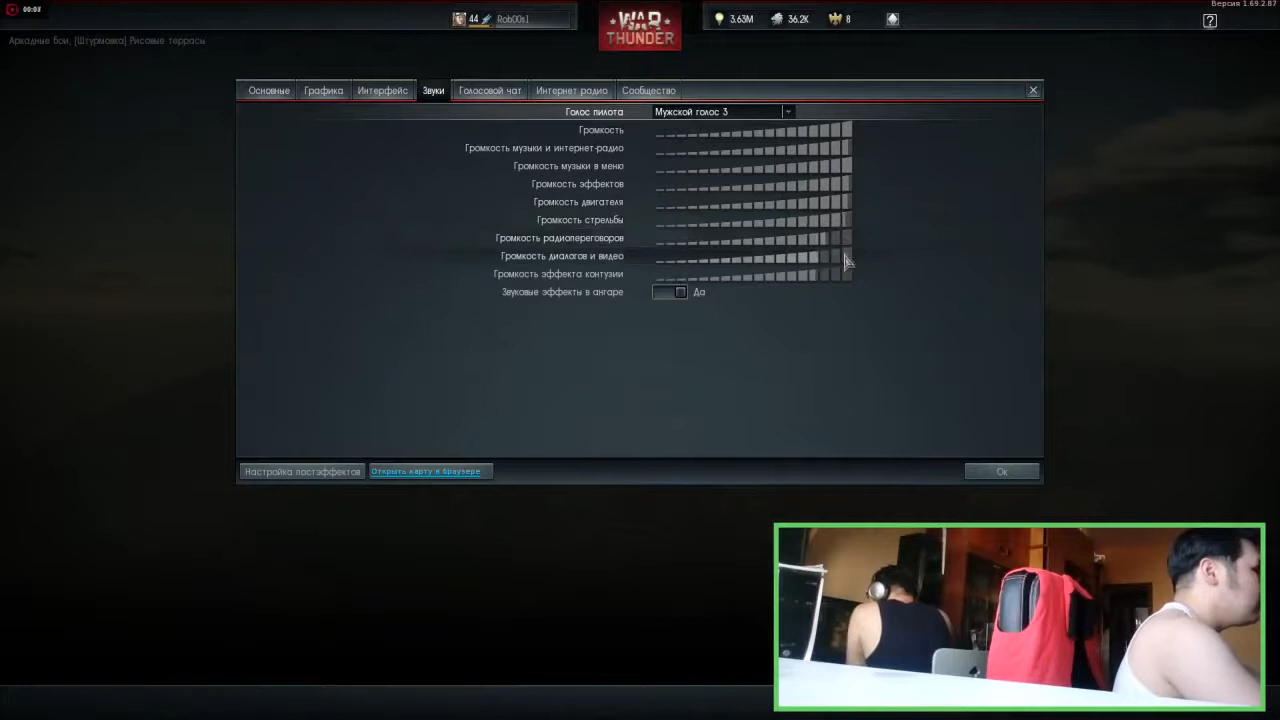 00:03
Версия 1.69.2.87
44 Rob00s1
WAR THUNDER
3.63M 36.2K 8
?
Аркадные бои, [Штурмовка] Рисовые террасы
Основные Графика Интерфейс Звуки Голосовой чат Интернет радио Сообщество
Голос пилота Мужской голос 3
Громкость
Громкость музыки и интернет-радио
Громкость музыки в меню
Громкость эффектов
Громкость двигателя
Громкость стрельбы
Громкость радиопереговоров
Громкость диалогов и видео
Громкость эффекта контузии
Звуковые эффекты в ангаре Да
Настройка постэффектов Открыть карту в браузере Ок